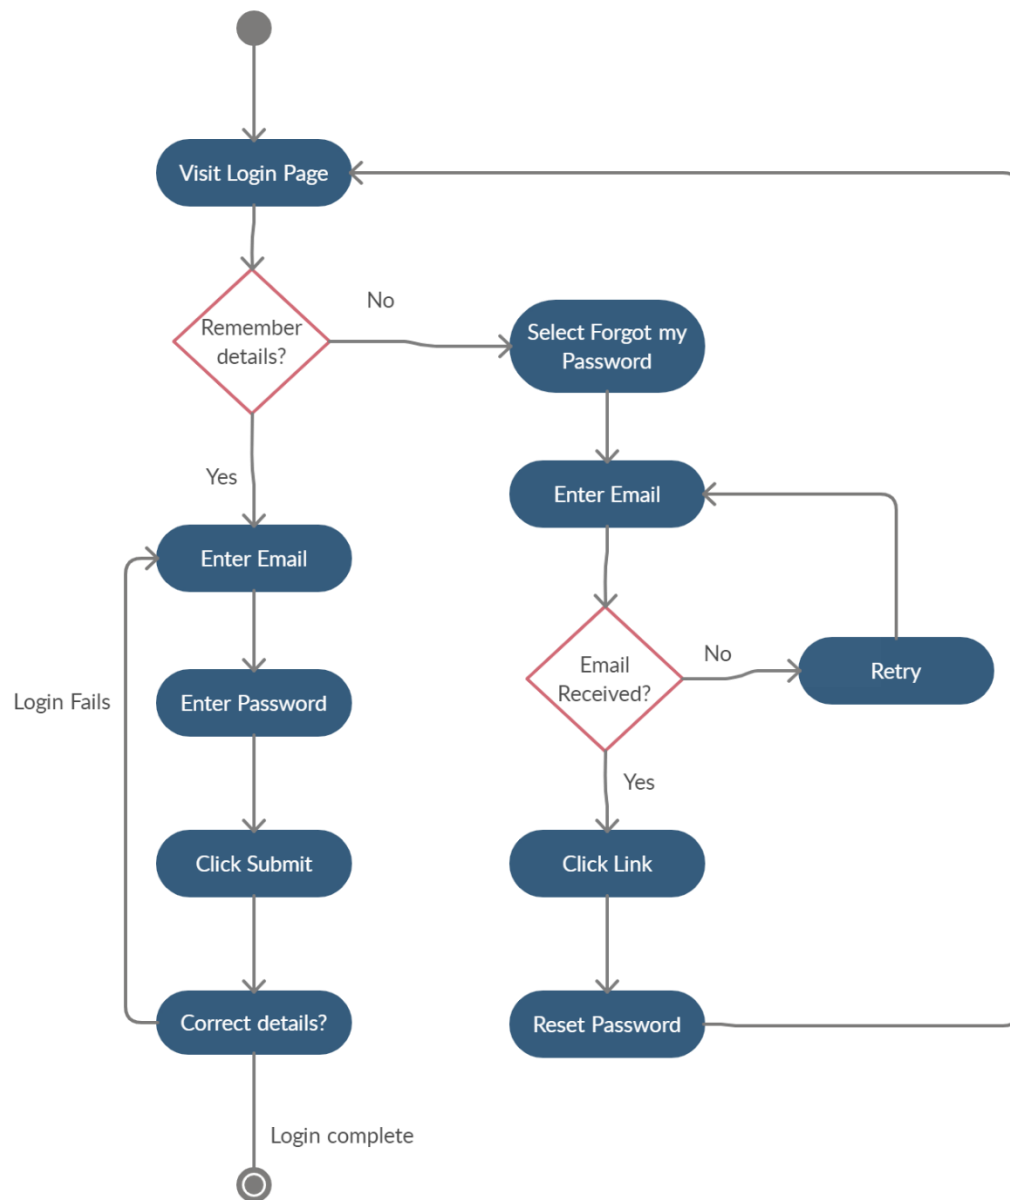 Visit Login Page
Remember
details?
No
Select Forgot my
Password
Yes
Enter Email
Enter Email
Email
Received?
No
Retry
Enter Password
Login Fails
Yes
Click Submit
Click Link
Correct details?
Reset Password
Login complete